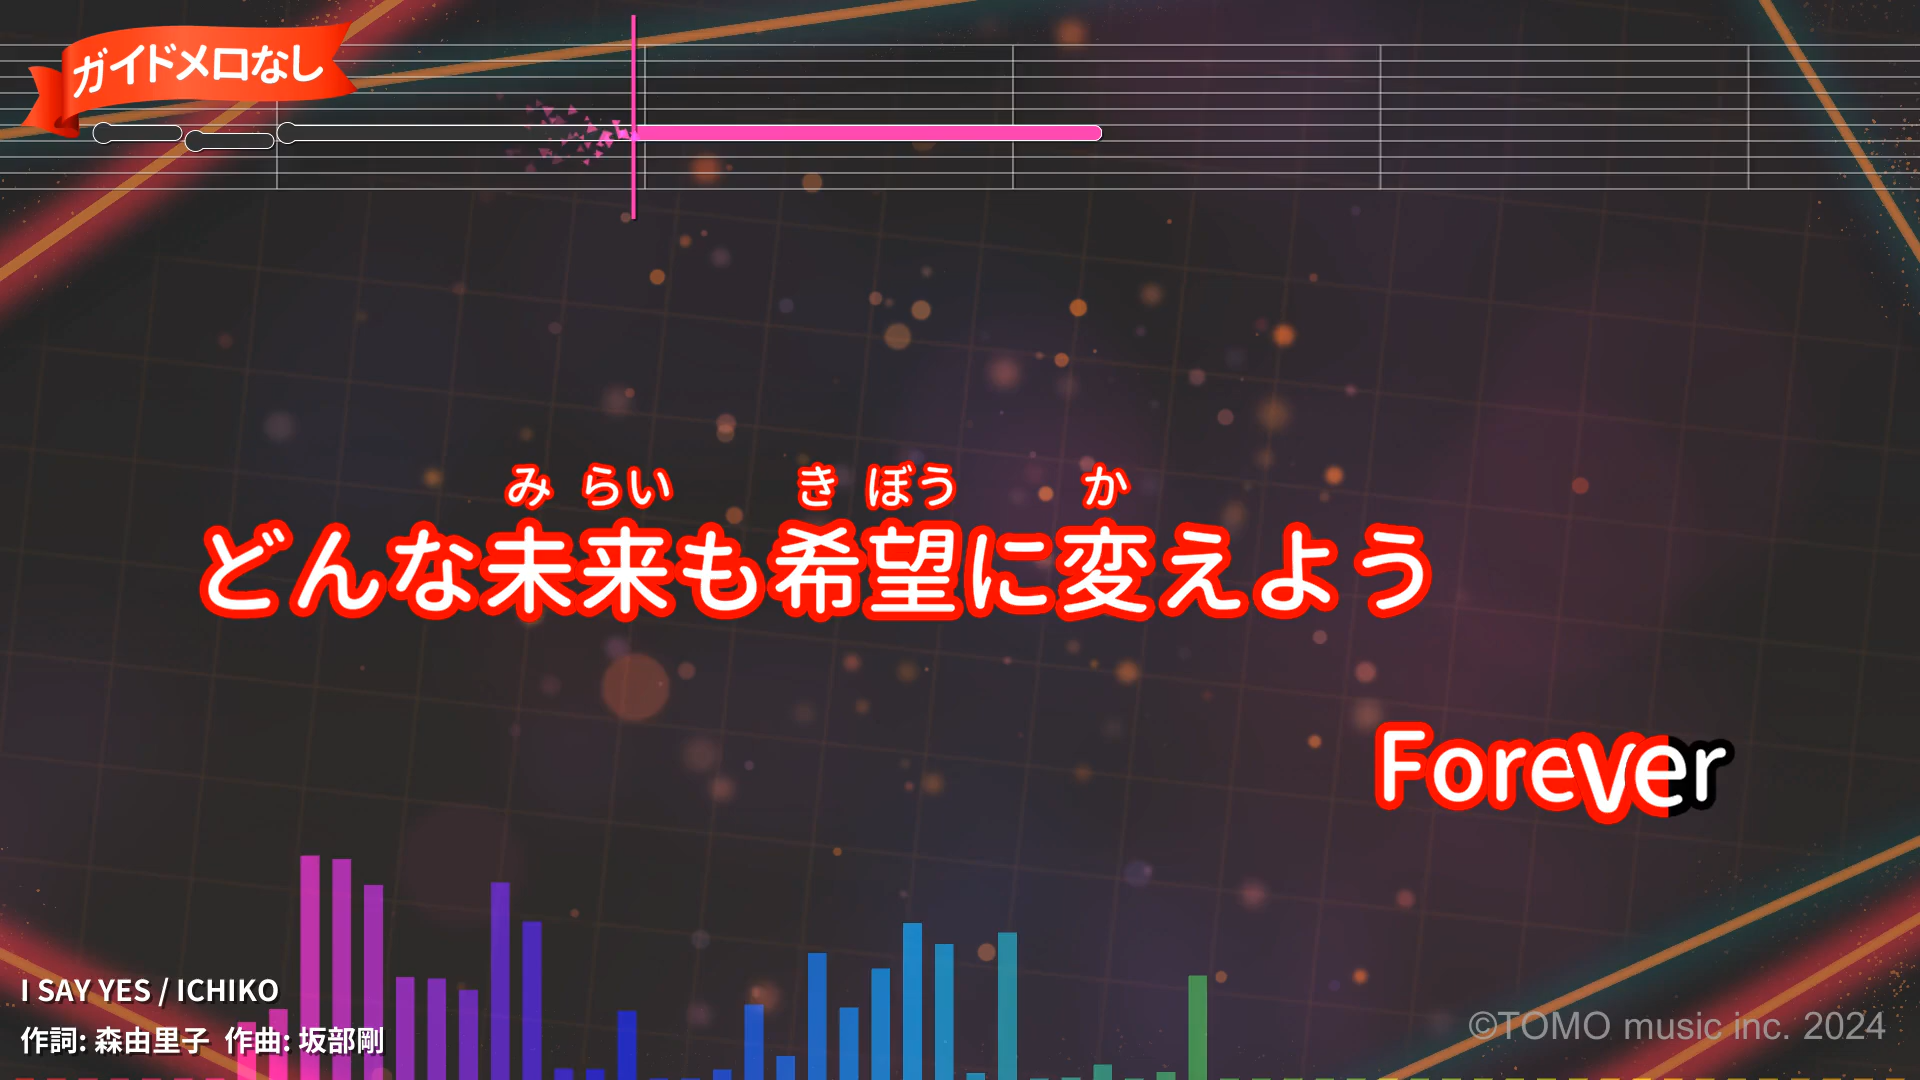 ガイドメロなし
み らい き ぼう か
どんな未来も希望に変えよう
Forever
I SAY YES / ICHIKO
作詞: 森由里子 作曲: 坂部剛
©TOMO music inc. 2024